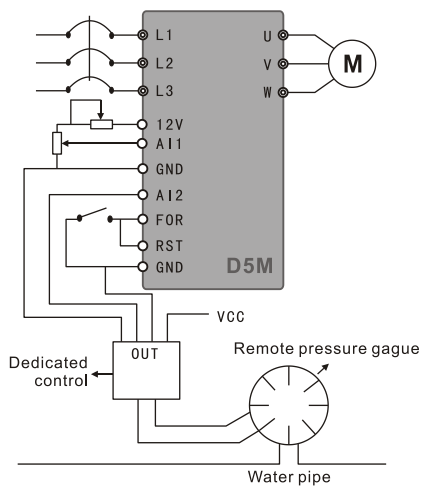 L1
L2
L3
12V
AI1
GND
AI2
FOR
RST
GND
U
V
W
M
D5M
VCC
OUT
Dedicated
control
Remote pressure gague
Water pipe